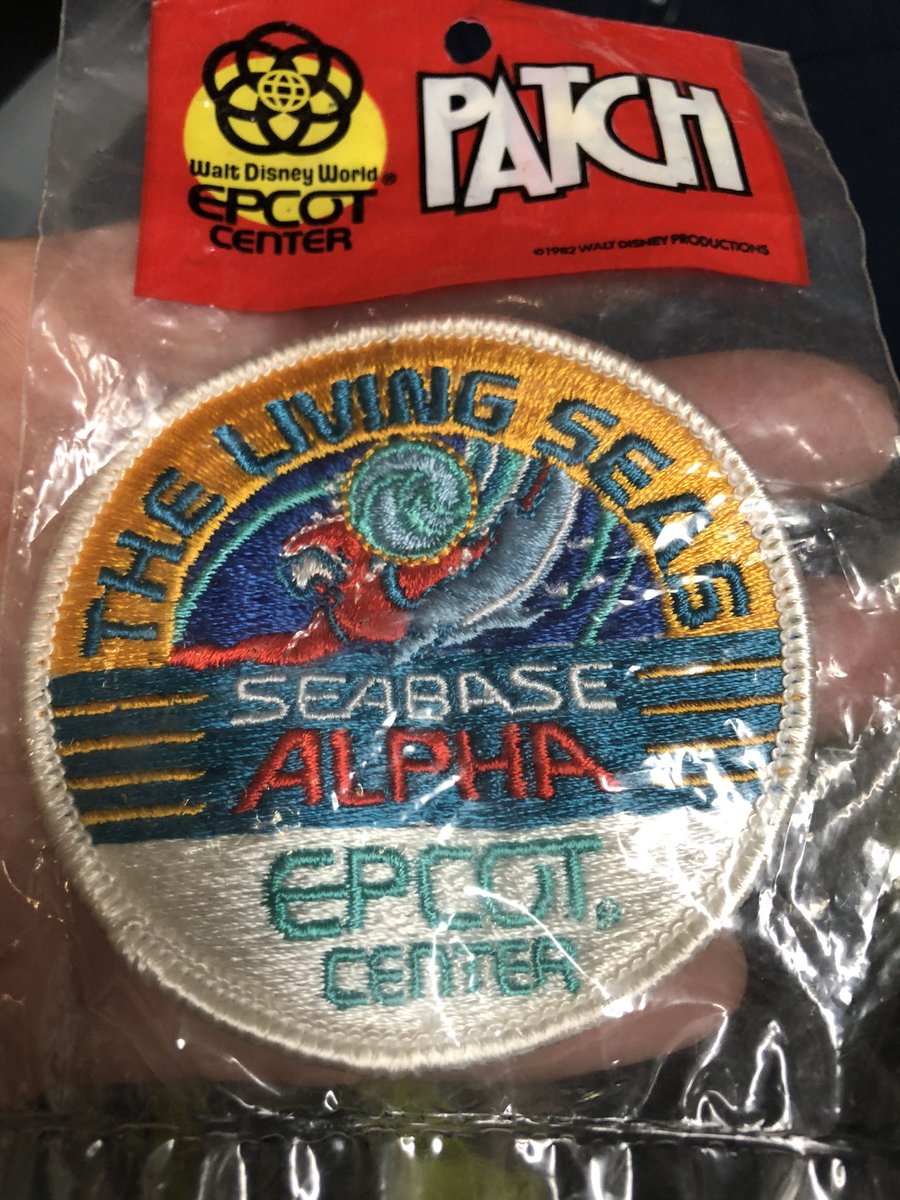 Walt Disney World®
EPCOT
CENTER
PATCH
©1982 WALT DISNEY PRODUCTIONS
THE LIVING SEAS
SEABASE
ALPHA
EPCOT®
CENTER